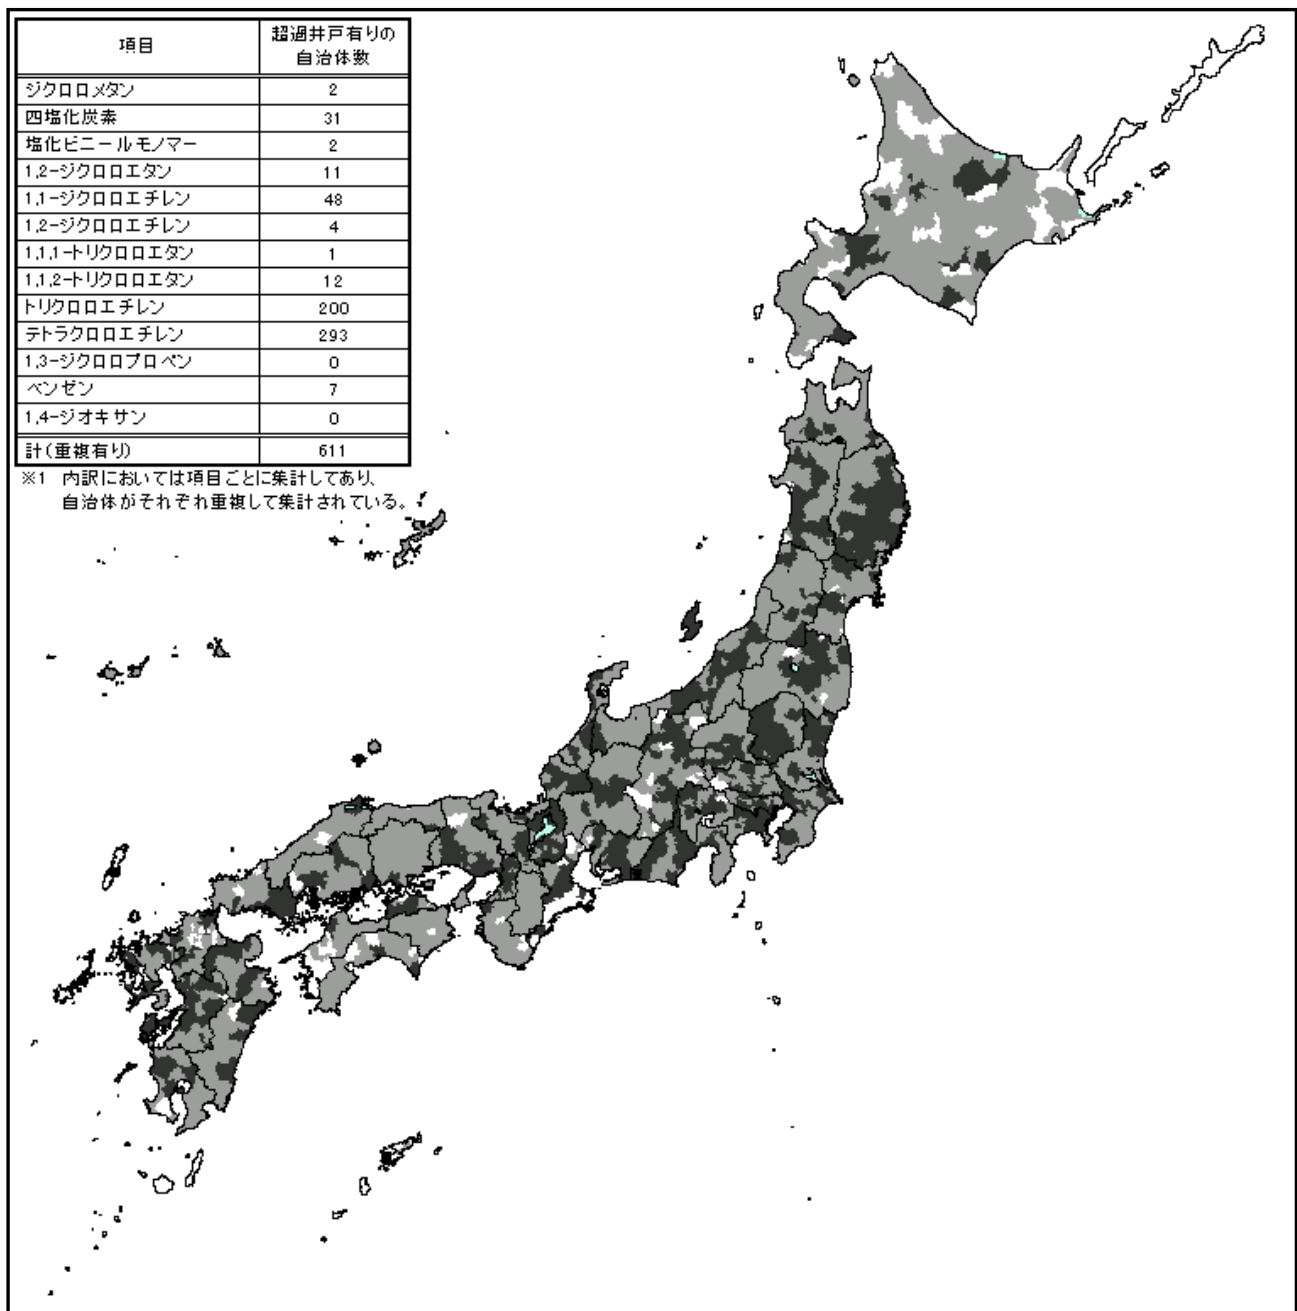 項目 超過井戸有りの
自治体数
ジクロロメタン 2
四塩化炭素 31
塩化ビニールモノマー 2
1,2-ジクロロエタン 11
1,1-ジクロロエチレン 48
1,2-ジクロロエチレン 4
1,1,1-トリクロロエタン 1
1,1,2-トリクロロエタン 12
トリクロロエチレン 200
テトラクロロエチレン 293
1,3-ジクロロプロペン 0
ベンゼン 7
1,4-ジオキサン 0
計(重複有り) 611
※1 内訳においては項目ごとに集計してあり、
自治体がそれぞれ重複して集計されている。